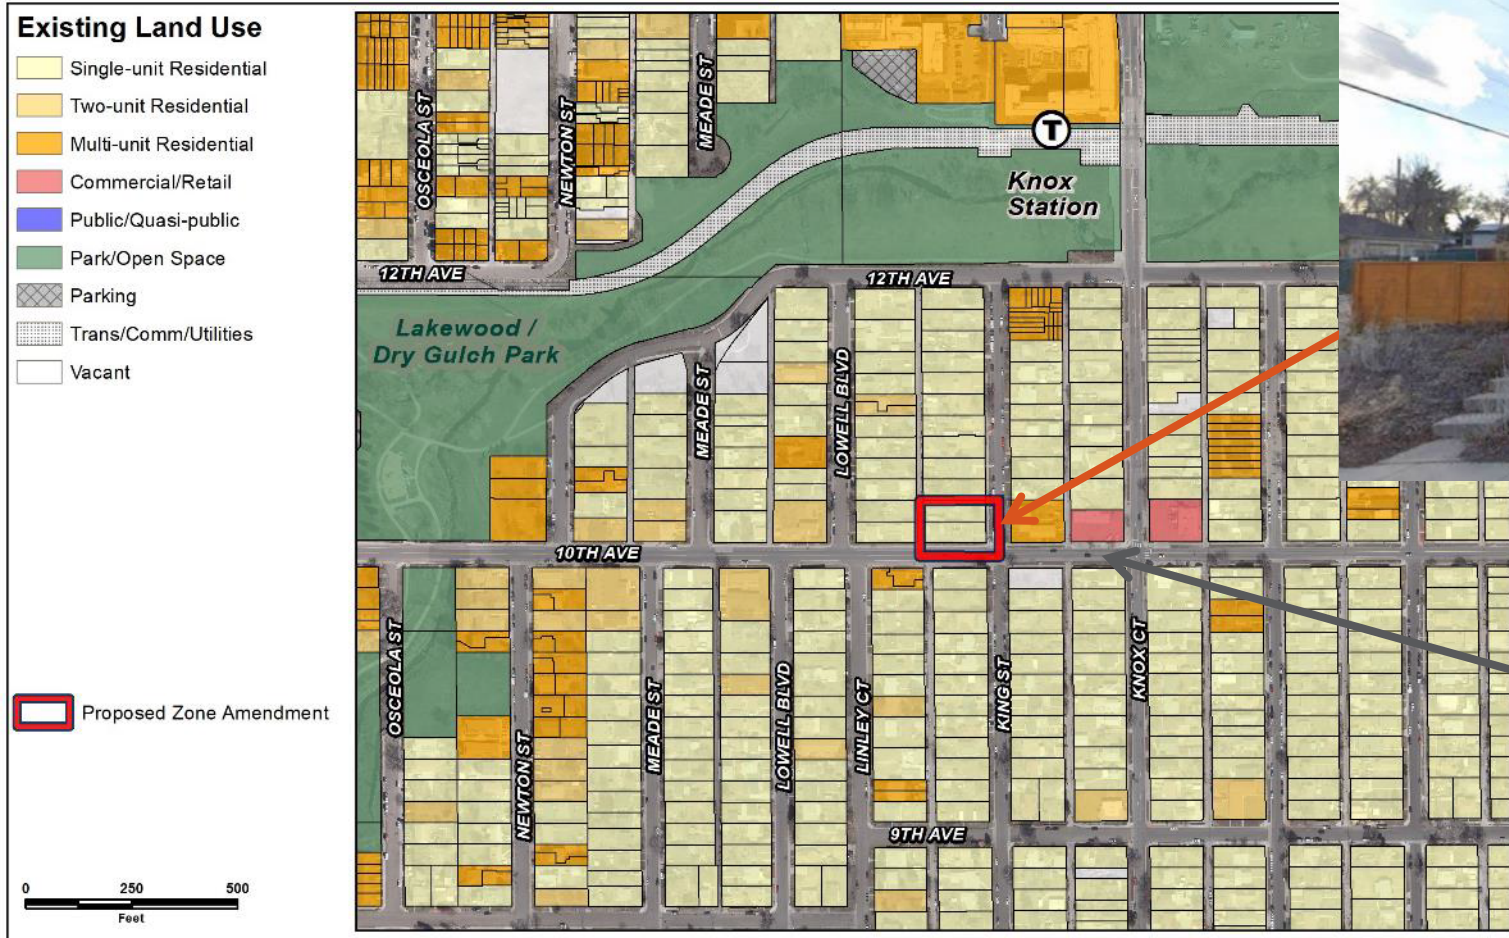 Existing Land Use
Single-unit Residential
Two-unit Residential
Multi-unit Residential
Commercial/Retail
Public/Quasi-public
Park/Open Space
Parking
Trans/Comm/Utilities
Vacant
Proposed Zone Amendment
0 250 500
Feet
OSCEOLA ST
NEWTON ST
MEADE ST
T
Knox
Station
12TH AVE
12TH AVE
Lakewood /
Dry Gulch Park
MEADE ST
LOWELL BLVD
10TH AVE
OSCEOLA ST
NEWTON ST
MEADE ST
LOWELL BLVD
LINLEY CT
KING ST
KNOX CT
9TH AVE